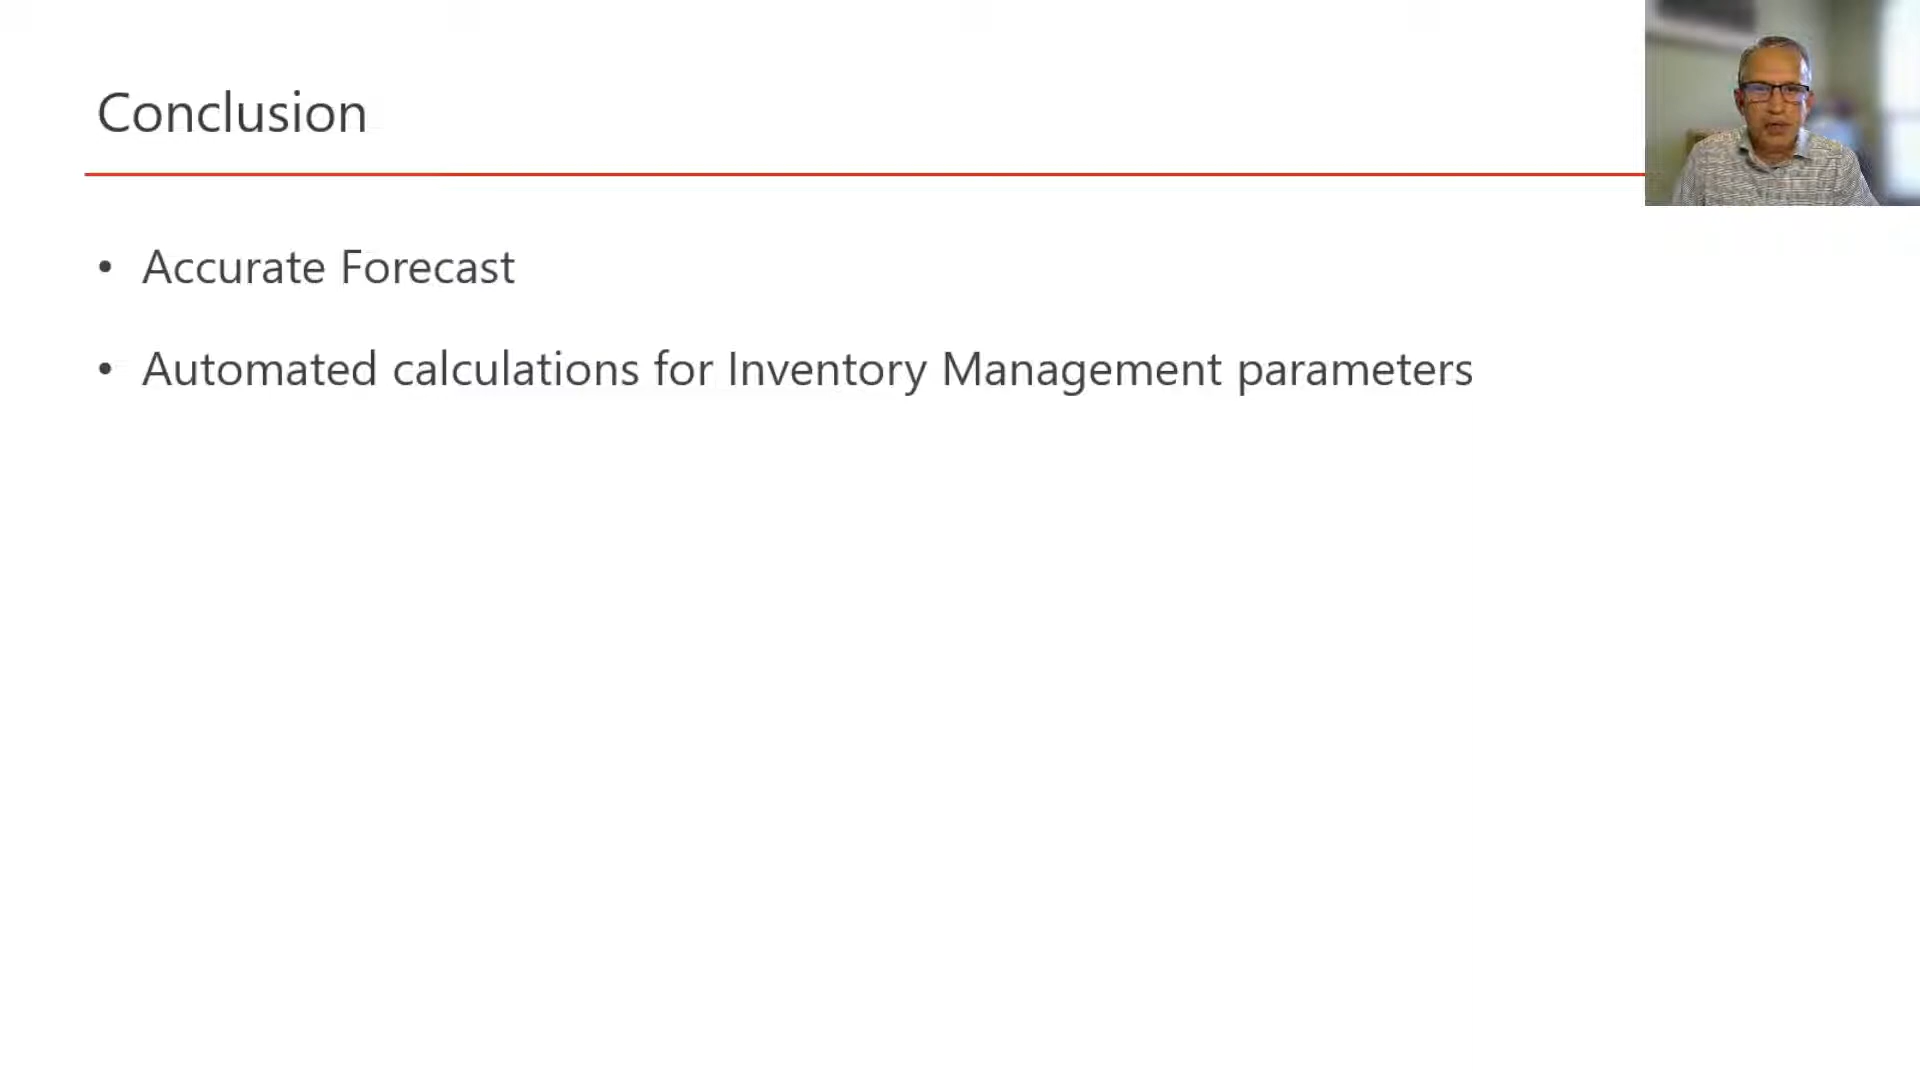 Conclusion
• Accurate Forecast
• Automated calculations for Inventory Management parameters